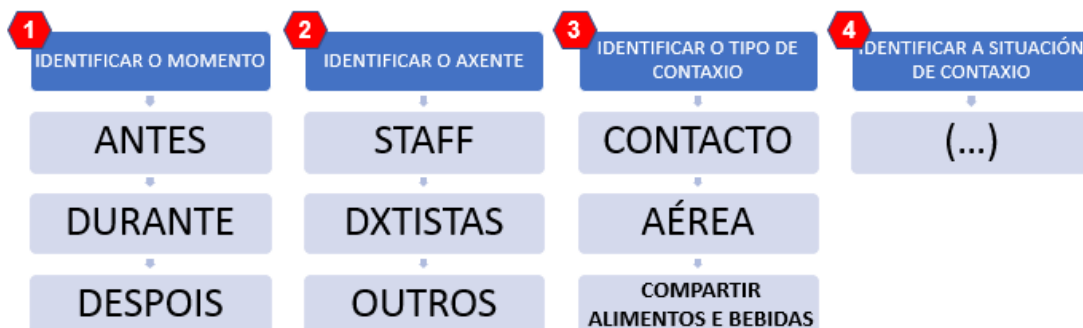 1
IDENTIFICAR O MOMENTO
ANTES
DURANTE
DESPOIS
2
IDENTIFICAR O AXENTE
STAFF
DXTISTAS
OUTROS
3
IDENTIFICAR O TIPO DE
CONTAXIO
CONTACTO
AÉREA
COMPARTIR
ALIMENTOS E BEBIDAS
4
IDENTIFICAR A SITUACIÓN
DE CONTAXIO
(...)